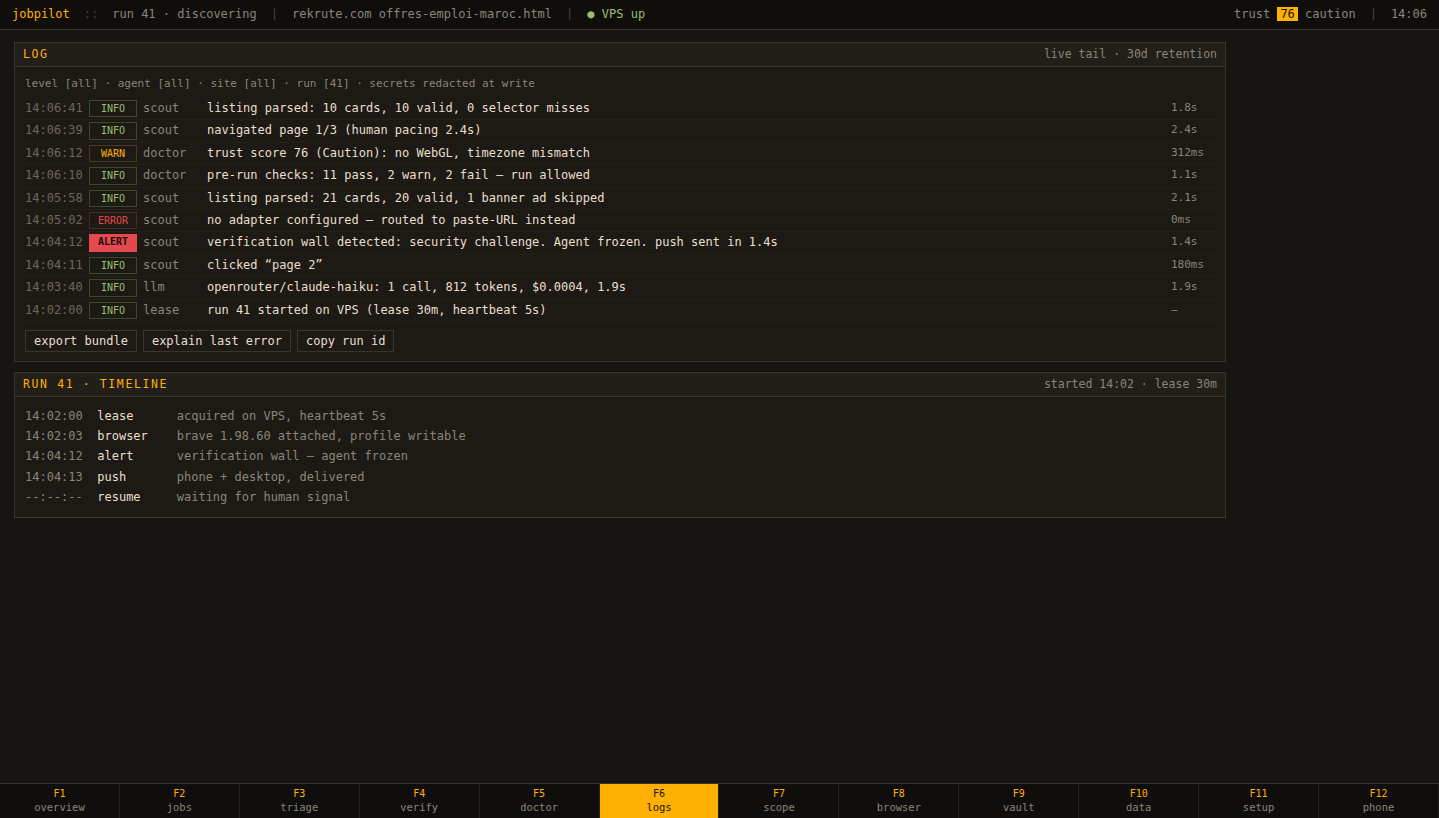 jobpilot :: run 41 · discovering | rekrute.com offres-emploi-maroc.html | ● VPS up trust 76 caution | 14:06
LOG live tail · 30d retention
level [all] · agent [all] · site [all] · run [41] · secrets redacted at write
14:06:41 INFO scout listing parsed: 10 cards, 10 valid, 0 selector misses 1.8s
14:06:39 INFO scout navigated page 1/3 (human pacing 2.4s) 2.4s
14:06:12 WARN doctor trust score 76 (Caution): no WebGL, timezone mismatch 312ms
14:06:10 INFO doctor pre-run checks: 11 pass, 2 warn, 2 fail — run allowed 1.1s
14:05:58 INFO scout listing parsed: 21 cards, 20 valid, 1 banner ad skipped 2.1s
14:05:02 ERROR scout no adapter configured — routed to paste-URL instead 0ms
14:04:12 ALERT scout verification wall detected: security challenge. Agent frozen. push sent in 1.4s 1.4s
14:04:11 INFO scout clicked “page 2” 180ms
14:03:40 INFO llm openrouter/claude-haiku: 1 call, 812 tokens, $0.0004, 1.9s 1.9s
14:02:00 INFO lease run 41 started on VPS (lease 30m, heartbeat 5s) —
export bundle explain last error copy run id
RUN 41 · TIMELINE started 14:02 · lease 30m
14:02:00 lease acquired on VPS, heartbeat 5s
14:02:03 browser brave 1.98.60 attached, profile writable
14:04:12 alert verification wall — agent frozen
14:04:13 push phone + desktop, delivered
--:--:-- resume waiting for human signal
F1 F2 F3 F4 F5 F6 F7 F8 F9 F10 F11 F12
overview jobs triage verify doctor logs scope browser vault data setup phone